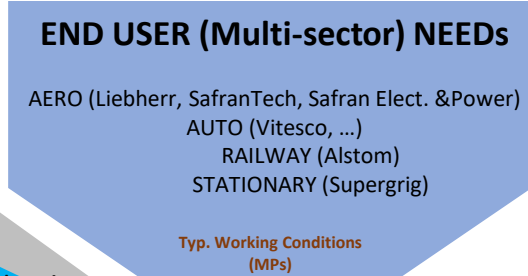 END USER (Multi-sector) NEEDs
AERO (Liebherr, SafranTech, Safran Elect. &Power)
AUTO (Vitesco, ...)
RAILWAY (Alstom)
STATIONARY (Supergrig)
Typ. Working Conditions
(MPs)